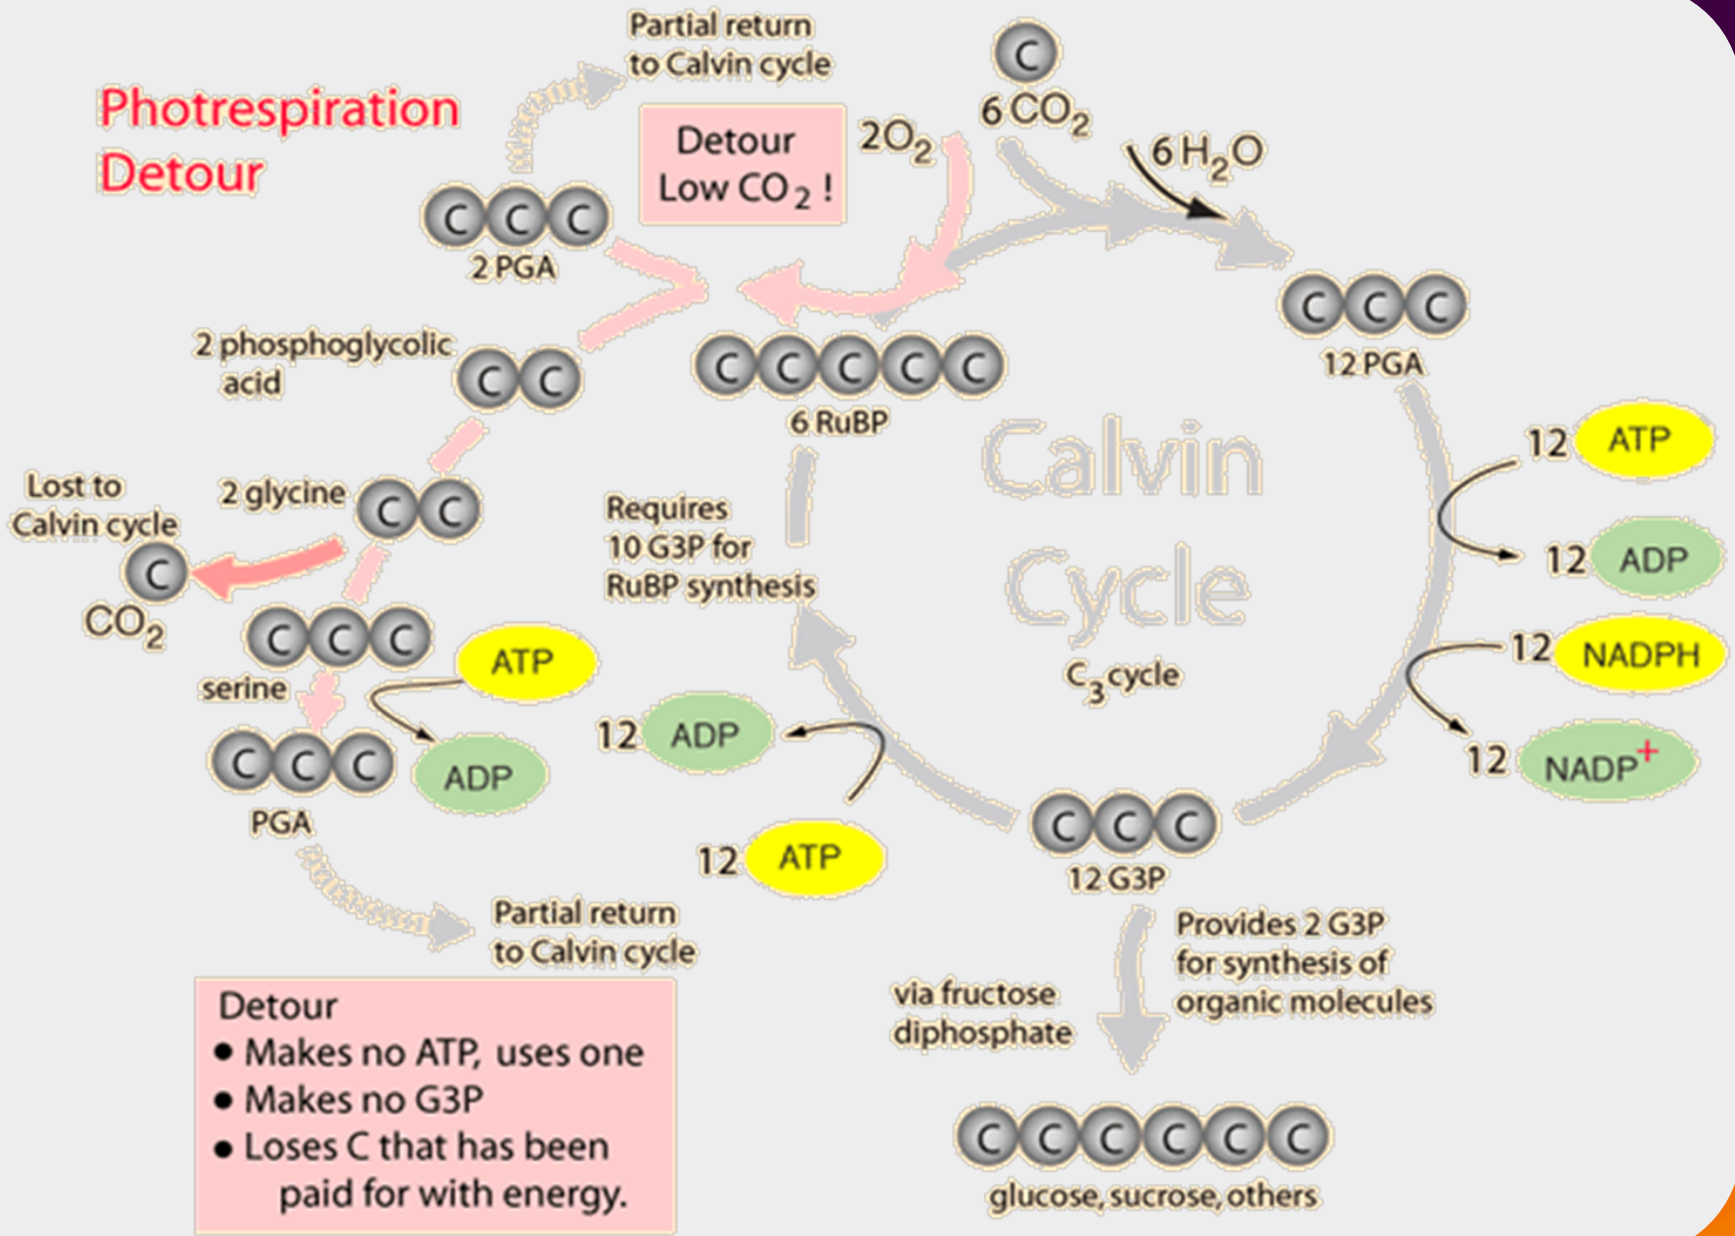 Photrespiration
Detour
Partial return
to Calvin cycle
Detour
Low CO₂ !
2O₂
C
6 CO₂
6 H₂O
C C C
2 PGA
C C C
12 PGA
2 phosphoglycolic
acid
C C
C C C C C
6 RuBP
Calvin
Cycle
C₃ cycle
12 ATP
12 ADP
12 NADPH
12 NADP+
Lost to
Calvin cycle
C
CO₂
2 glycine
C C
Requires
10 G3P for
RuBP synthesis
C C C
serine
ATP
ADP
C C C
PGA
12 ADP
12 ATP
C C C
12 G3P
Partial return
to Calvin cycle
Provides 2 G3P
for synthesis of
organic molecules
via fructose
diphosphate
Detour
● Makes no ATP, uses one
● Makes no G3P
● Loses C that has been
paid for with energy.
C C C C C C
glucose, sucrose, others